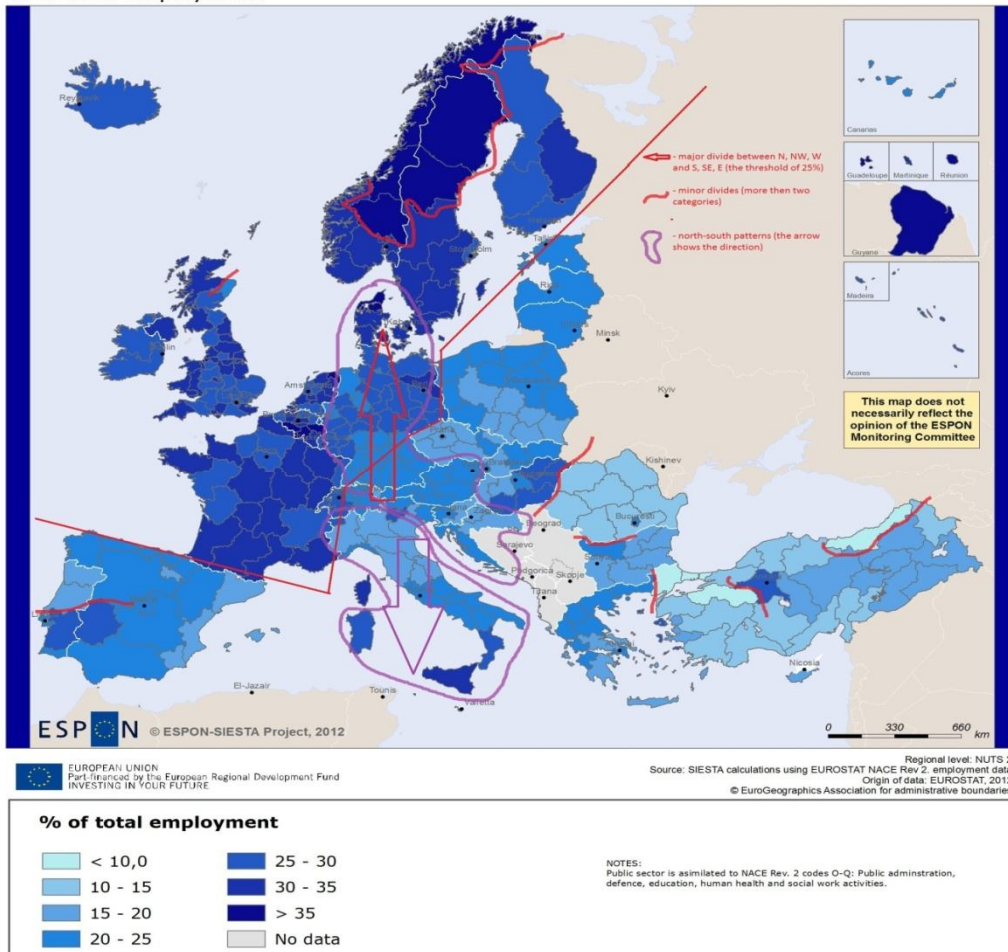 Reykjavik
- major divide between N, NW, W
and S, SE, E (the threshold of 25%)
- minor divides (more then two
categories)
- north-south patterns (the arrow
shows the direction)
Canarias
Guadeloupe
Martinique
Réunion
Guyane
Madeira
Acores
This map does not
necessarily reflect the
opinion of the ESPON
Monitoring Committee
Minsk
Kyiv
Kishinev
Bucuresti
Beograd
Sarajevo
Podgorica
Skopje
Tirana
Nicosia
El-Jazair
Tounis
Valletta
ESPON
© ESPON-SIESTA Project, 2012
0 330 660
km
EUROPEAN UNION
Part-financed by the European Regional Development Fund
INVESTING IN YOUR FUTURE
Regional level: NUTS 2
Source: SIESTA calculations using EUROSTAT NACE Rev 2. employment data
Origin of data: EUROSTAT, 2012
© EuroGeographics Association for administrative boundaries
% of total employment
< 10,0
10 - 15
15 - 20
20 - 25
25 - 30
30 - 35
> 35
No data
NOTES:
Public sector is asimilated to NACE Rev. 2 codes O-Q: Public adminstration,
defence, education, human health and social work activities.